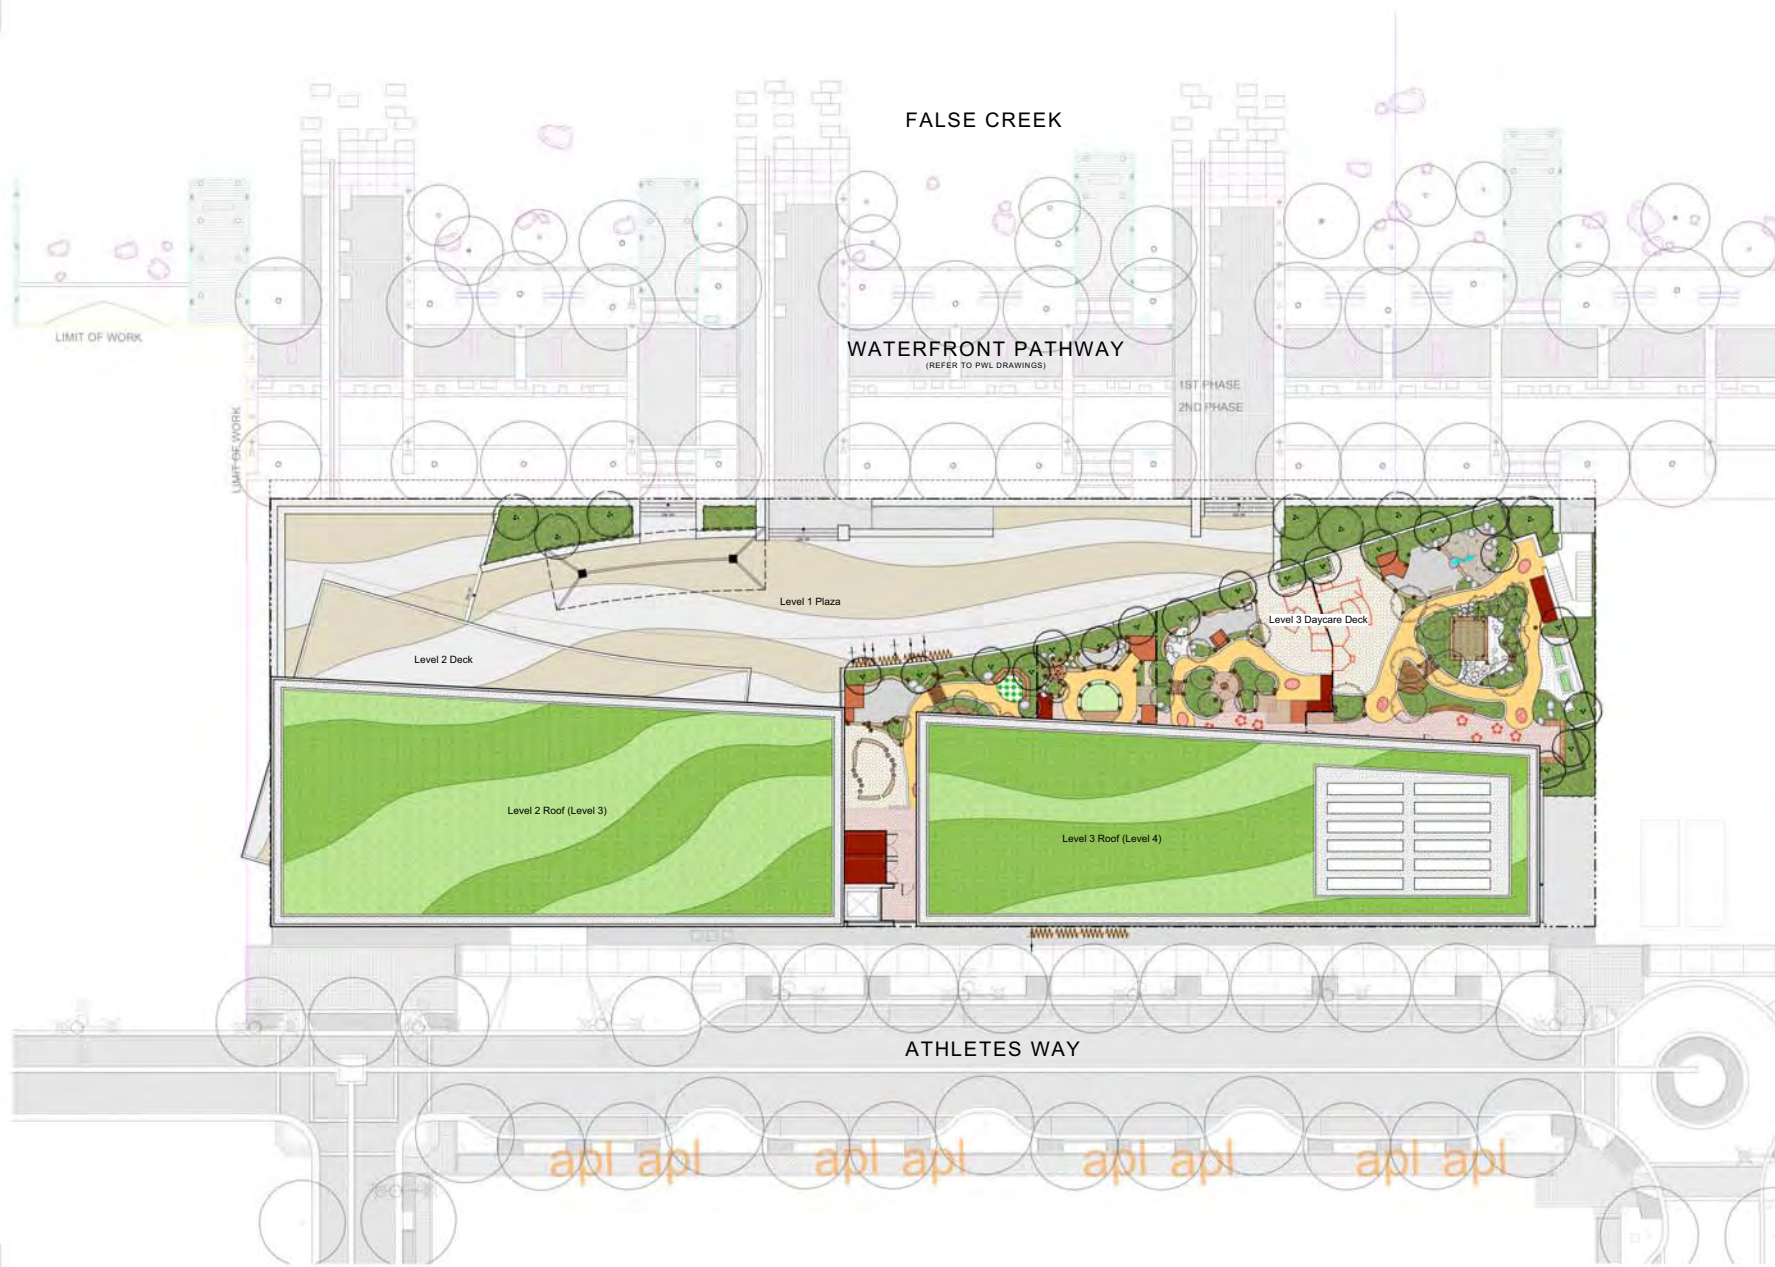 FALSE CREEK
LIMIT OF WORK
WATERFRONT PATHWAY
(REFER TO PWL DRAWINGS)
1ST PHASE
2ND PHASE
LIMIT OF WORK
Level 1 Plaza
Level 3 Daycare Deck
Level 2 Deck
Level 2 Roof (Level 3)
Level 3 Roof (Level 4)
ATHLETES WAY
apl apl apl apl apl apl apl apl